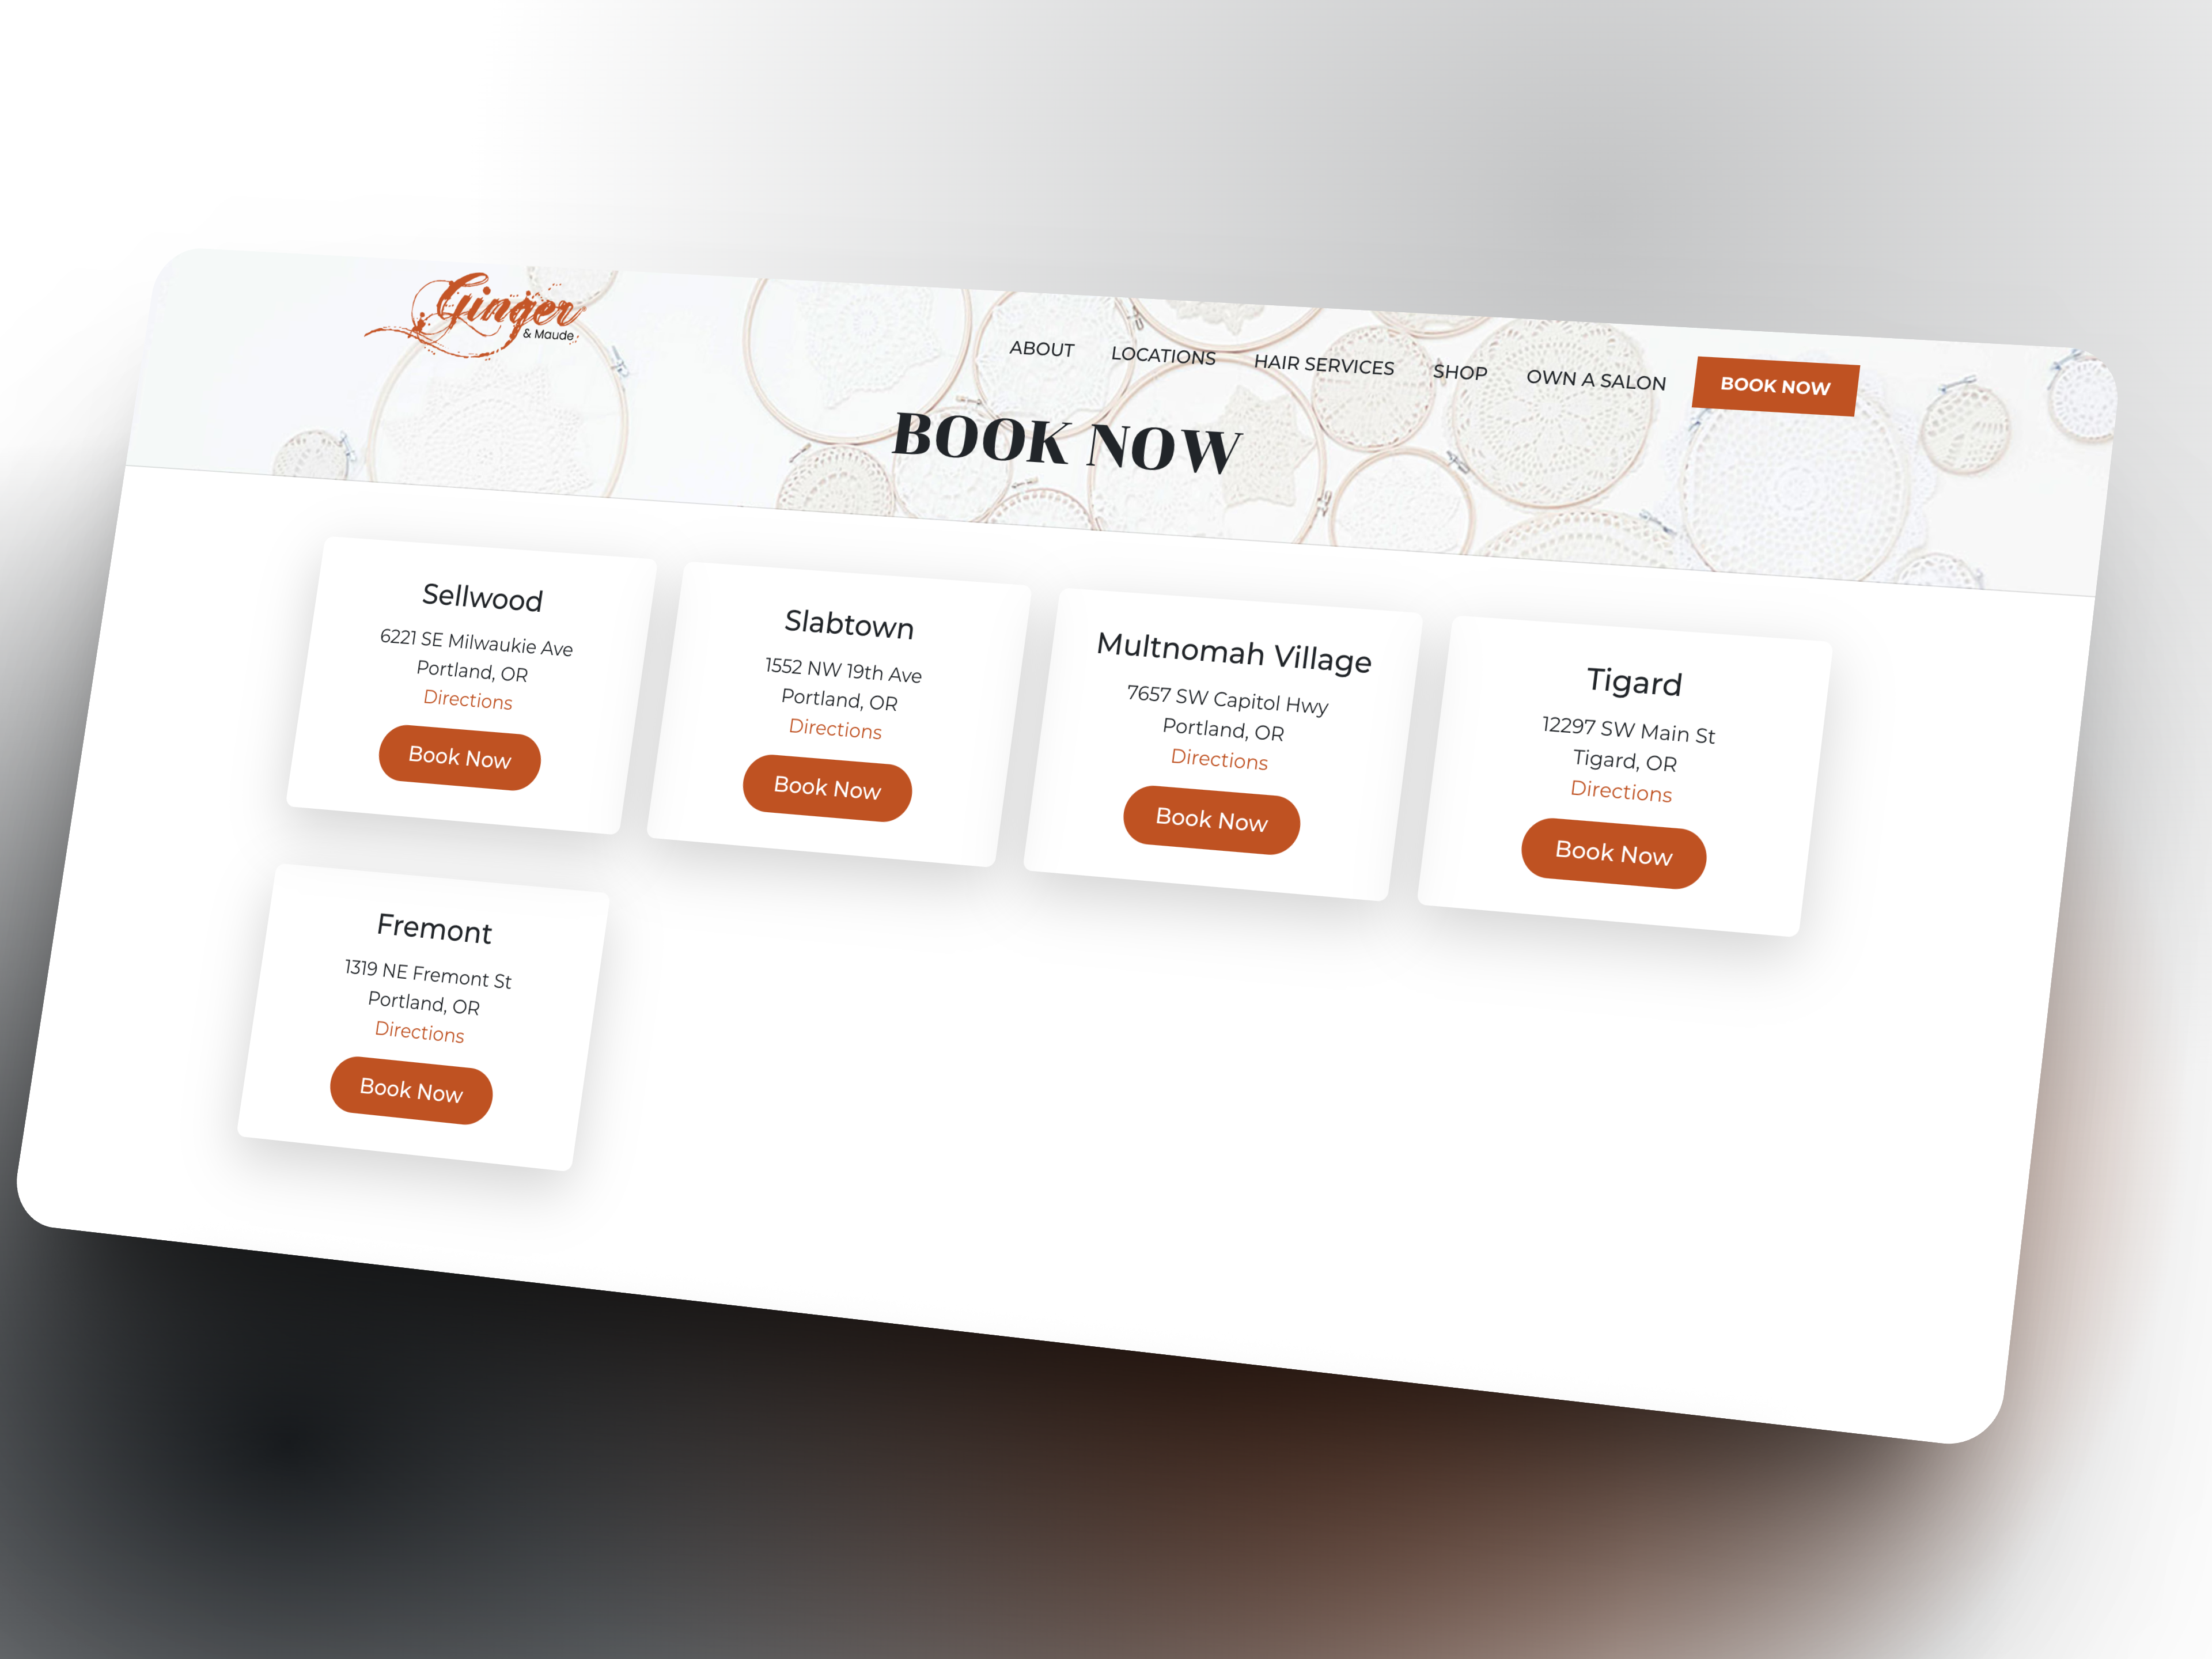 Ginger
& Maude
ABOUT LOCATIONS HAIR SERVICES SHOP OWN A SALON BOOK NOW
BOOK NOW
Sellwood
6221 SE Milwaukie Ave
Portland, OR
Directions
Book Now
Slabtown
1552 NW 19th Ave
Portland, OR
Directions
Book Now
Multnomah Village
7657 SW Capitol Hwy
Portland, OR
Directions
Book Now
Tigard
12297 SW Main St
Tigard, OR
Directions
Book Now
Fremont
1319 NE Fremont St
Portland, OR
Directions
Book Now